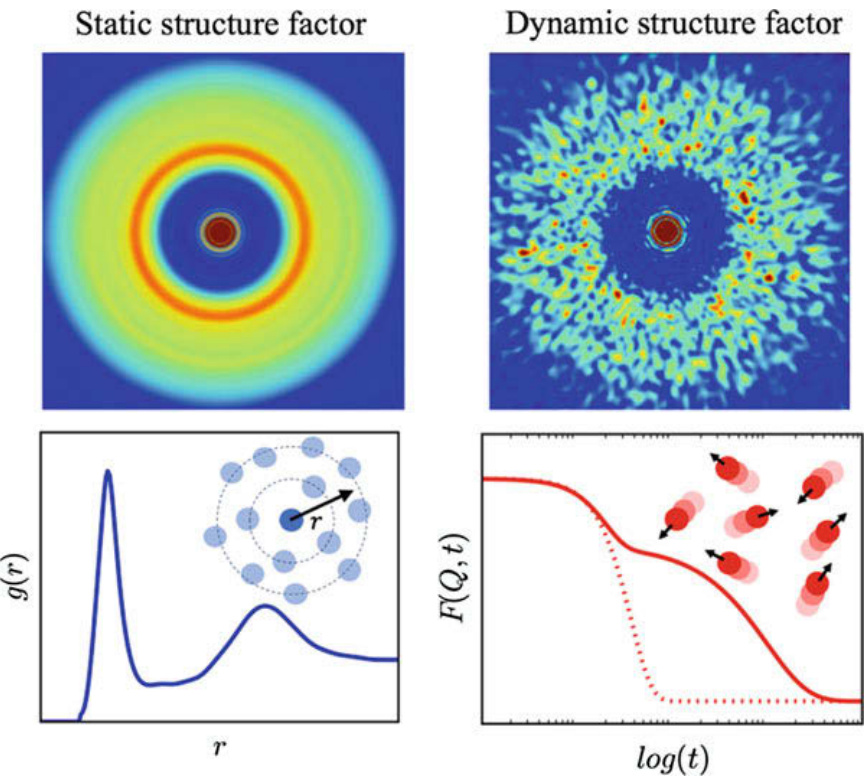 Static structure factor
Dynamic structure factor
g(r)
r
r
F(Q, t)
log(t)